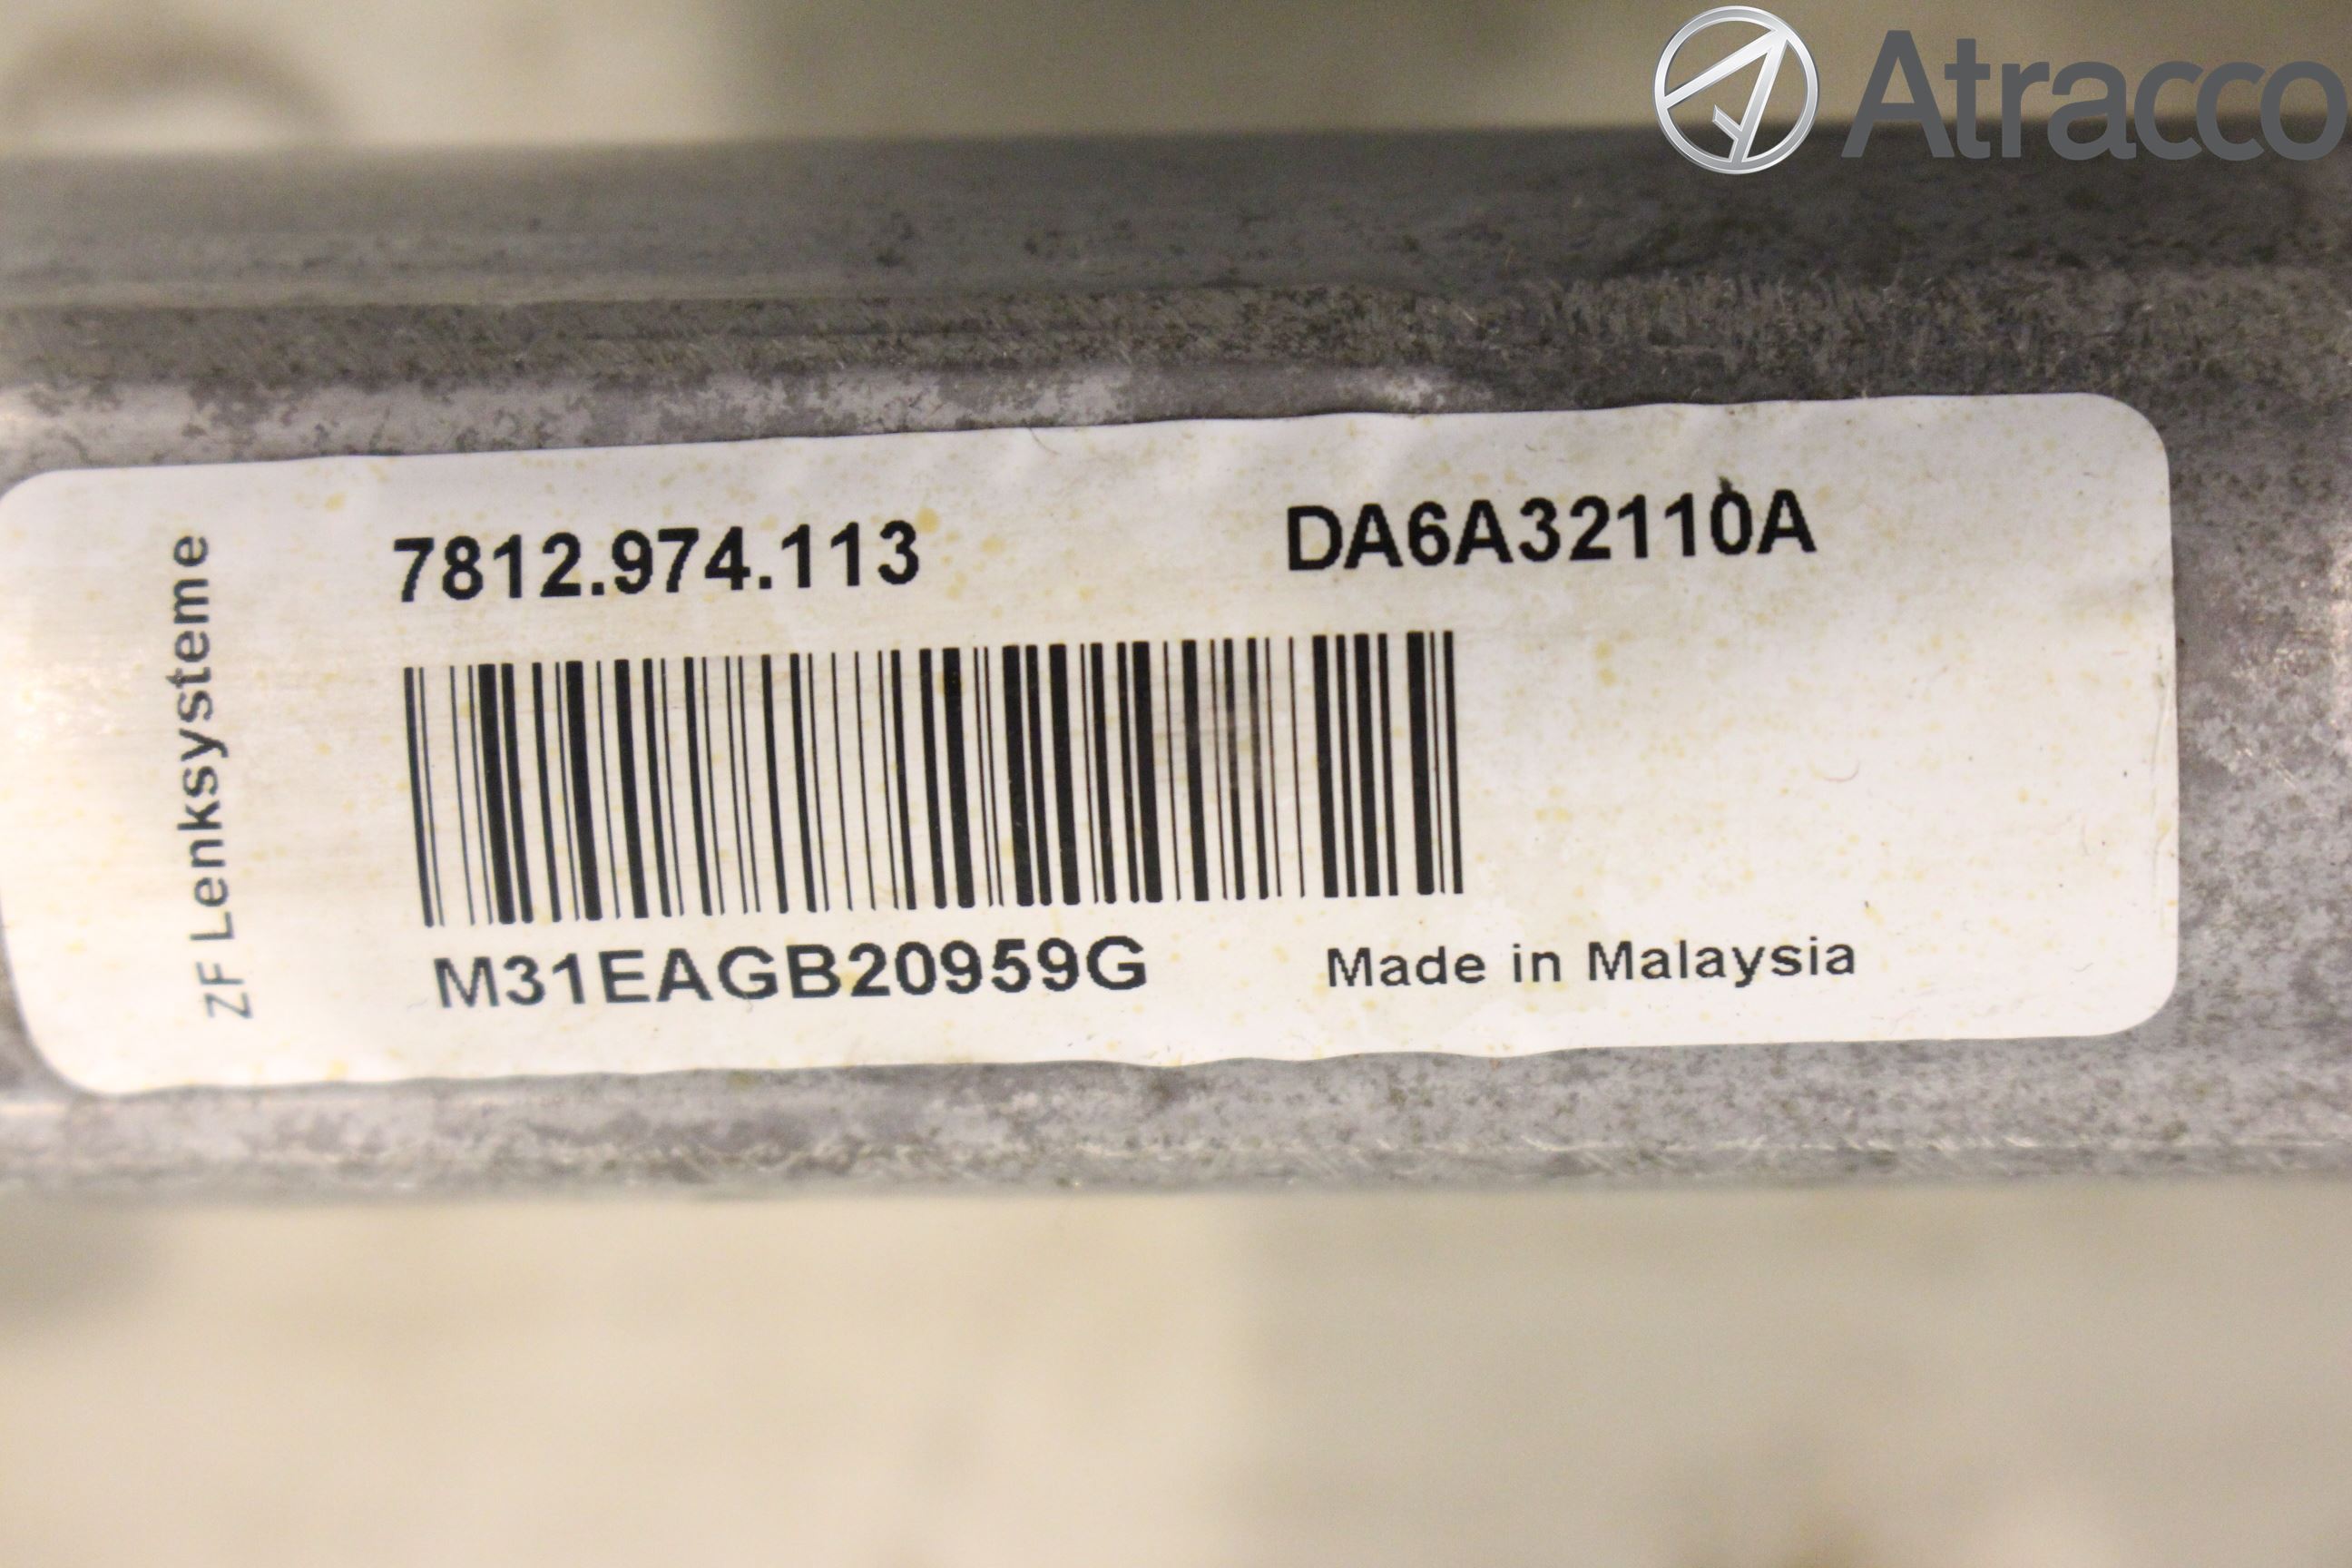 Atracco
ZF Lenksysteme
7812.974.113
DA6A32110A
M31EAGB20959G
Made in Malaysia